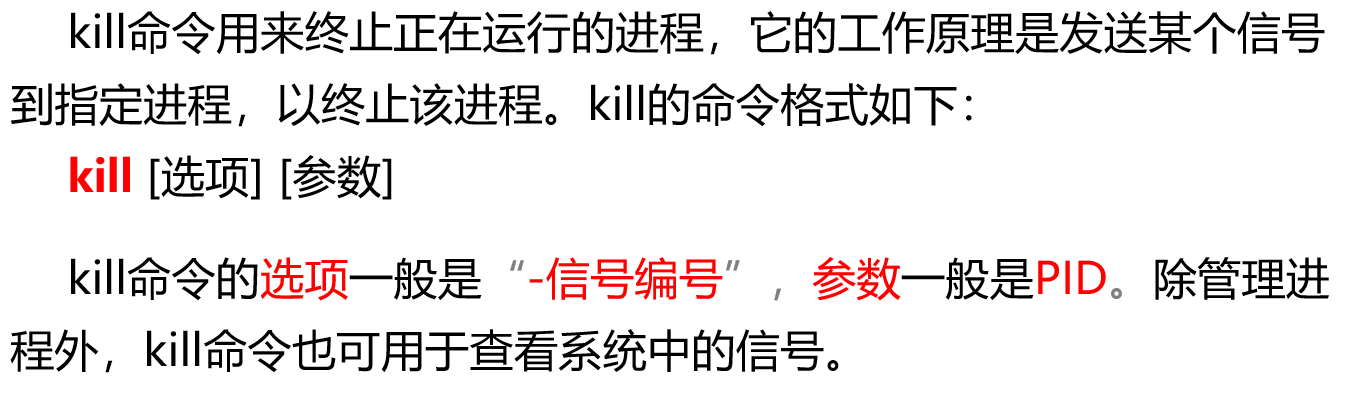 kill命令用来终止正在运行的进程，它的工作原理是发送某个信号
到指定进程，以终止该进程。kill的命令格式如下：
kill [选项] [参数]
kill命令的选项一般是“-信号编号”，参数一般是PID。除管理进
程外，kill命令也可用于查看系统中的信号。